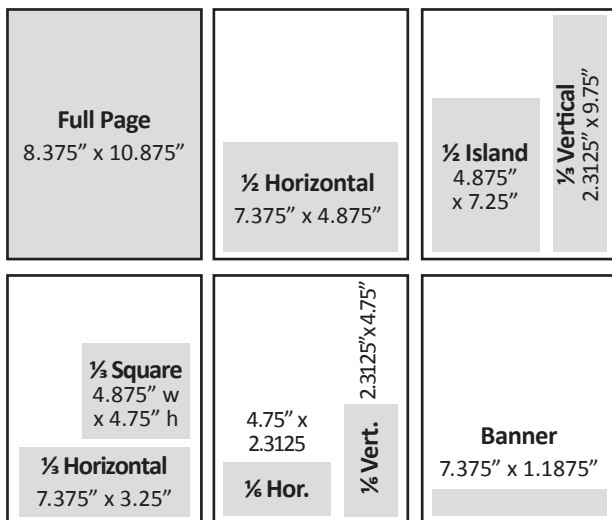 Full Page
8.375” x 10.875”
½ Horizontal
7.375” x 4.875”
½ Island
4.875”
x 7.25”
⅓ Vertical
2.3125” x 9.75”
⅓ Square
4.875” w
x 4.75” h
⅓ Horizontal
7.375” x 3.25”
4.75” x
2.3125
⅙ Hor.
2.3125”x4.75”
⅙ Vert.
Banner
7.375” x 1.1875”